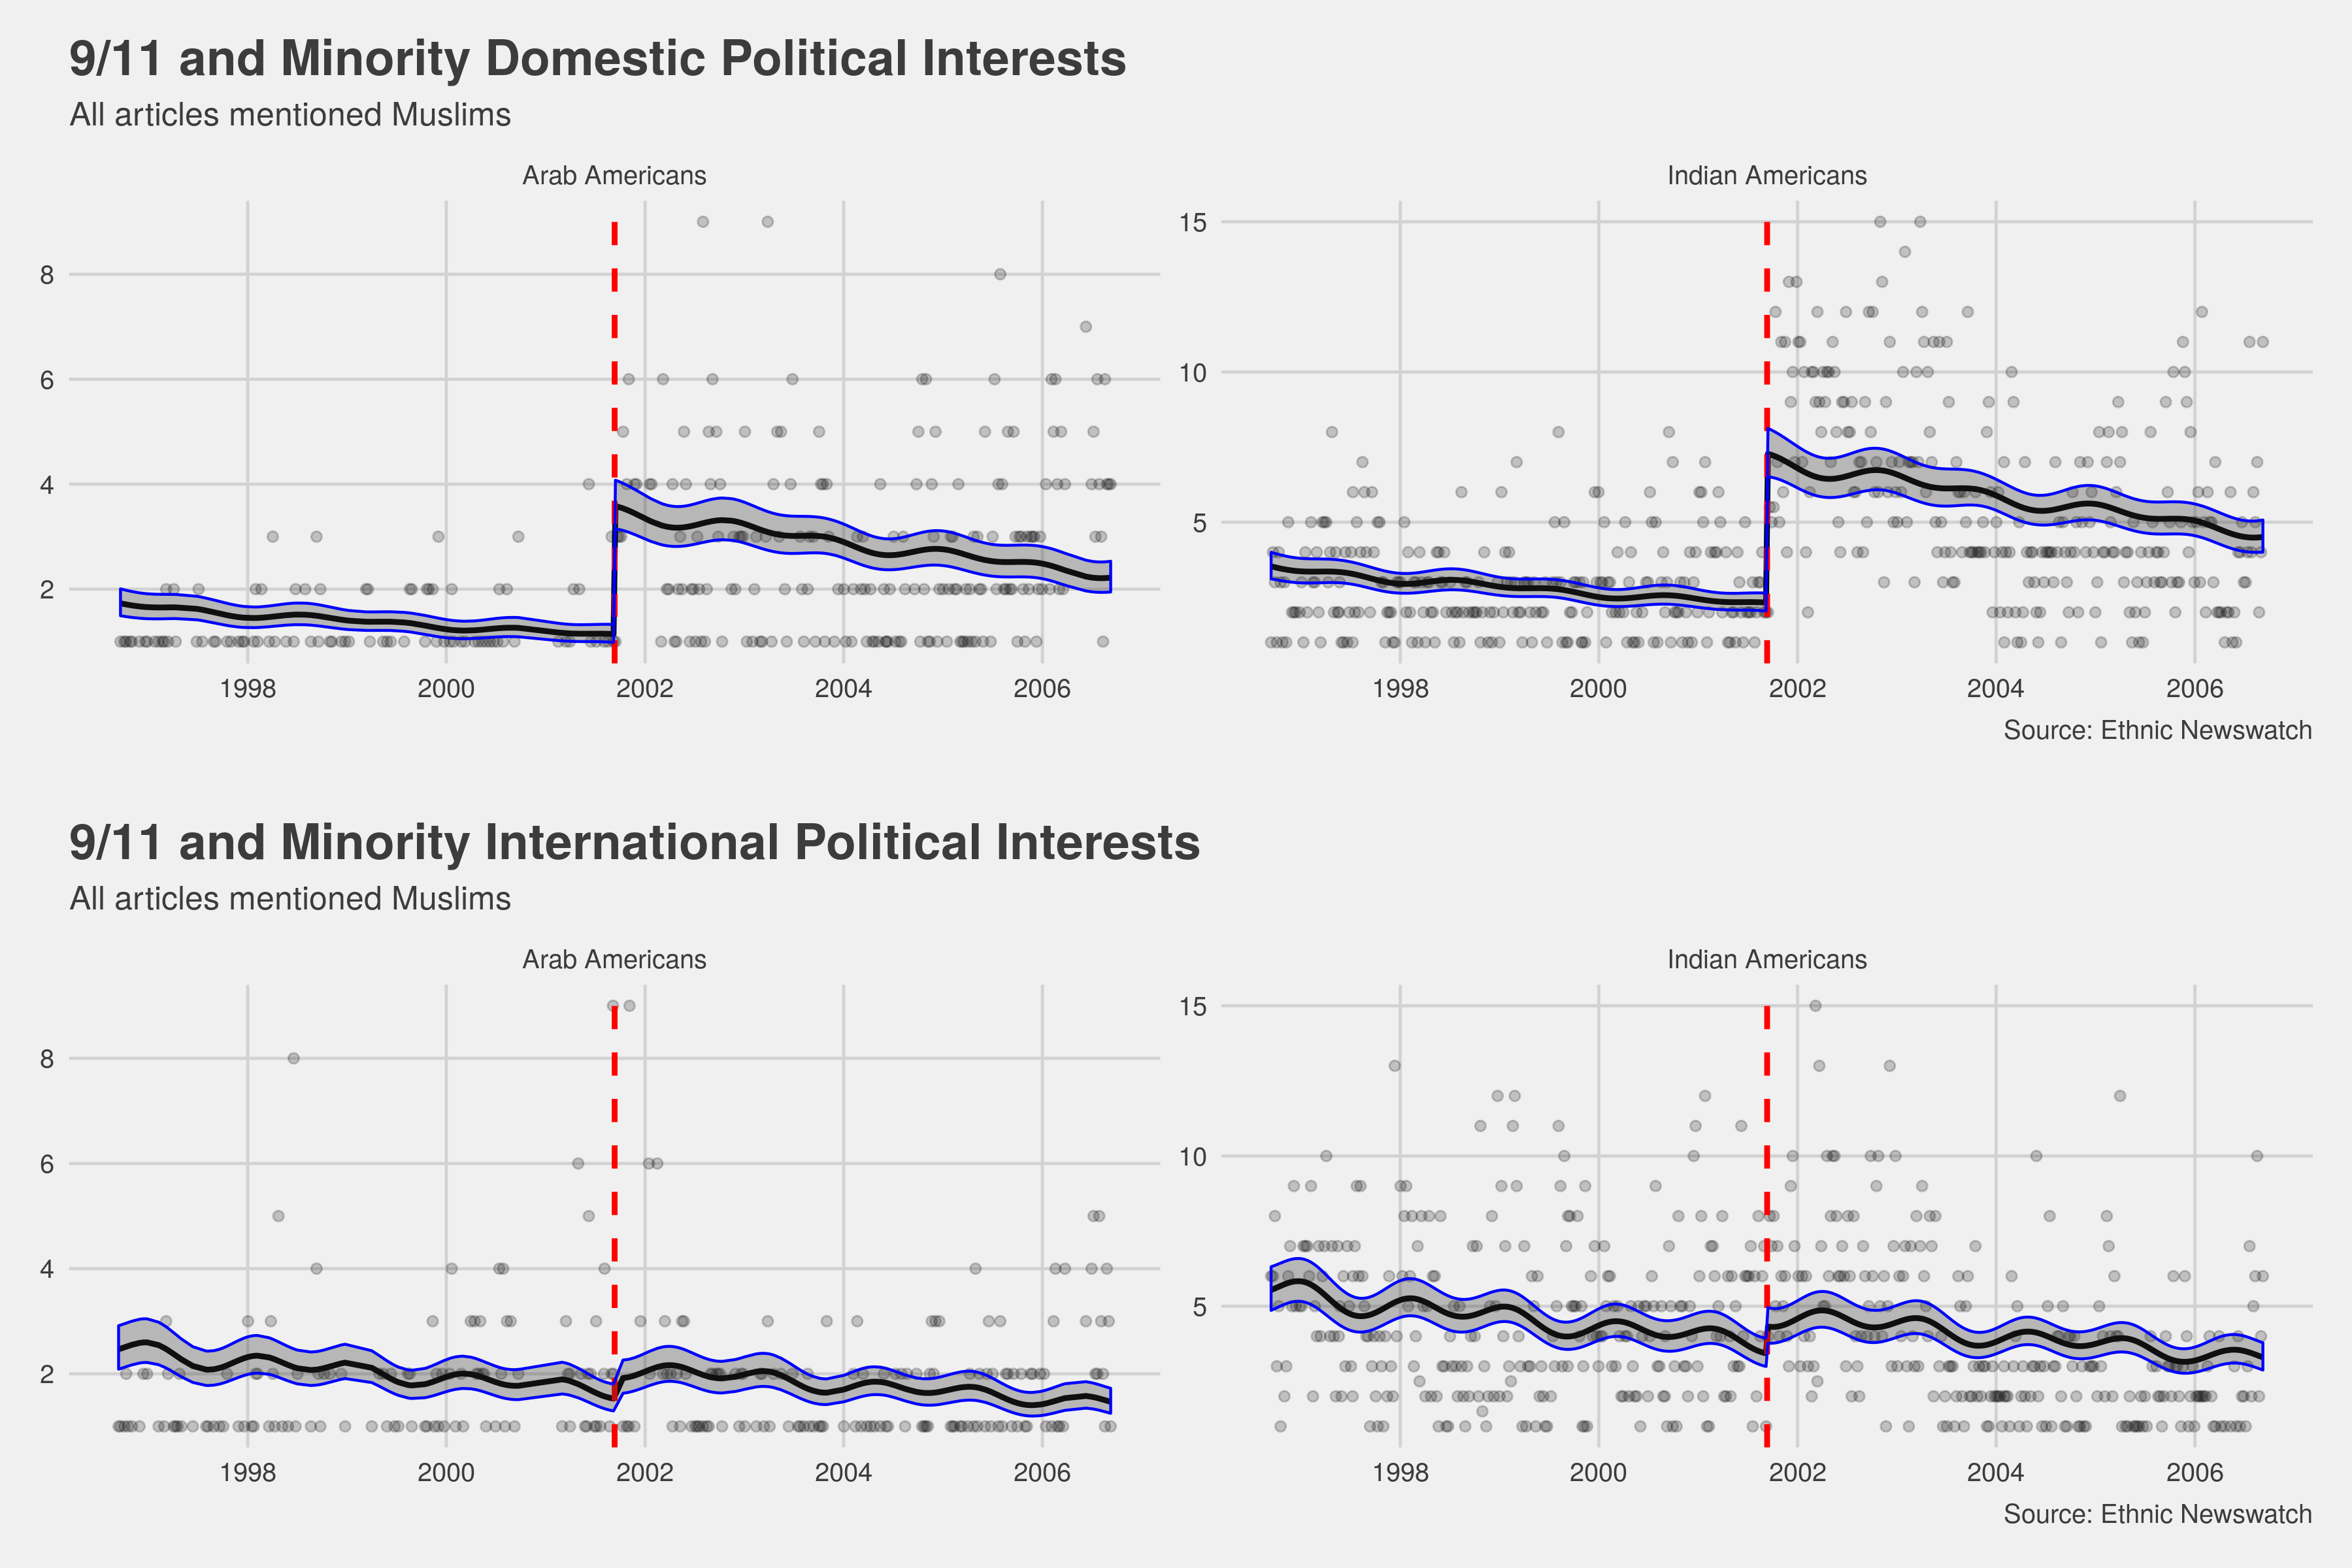 9/11 and Minority Domestic Political Interests
All articles mentioned Muslims
Arab Americans
Indian Americans
8
6
4
2
15
10
5
1998 2000 2002 2004 2006
1998 2000 2002 2004 2006
Source: Ethnic Newswatch
9/11 and Minority International Political Interests
All articles mentioned Muslims
Arab Americans
Indian Americans
8
6
4
2
15
10
5
1998 2000 2002 2004 2006
1998 2000 2002 2004 2006
Source: Ethnic Newswatch